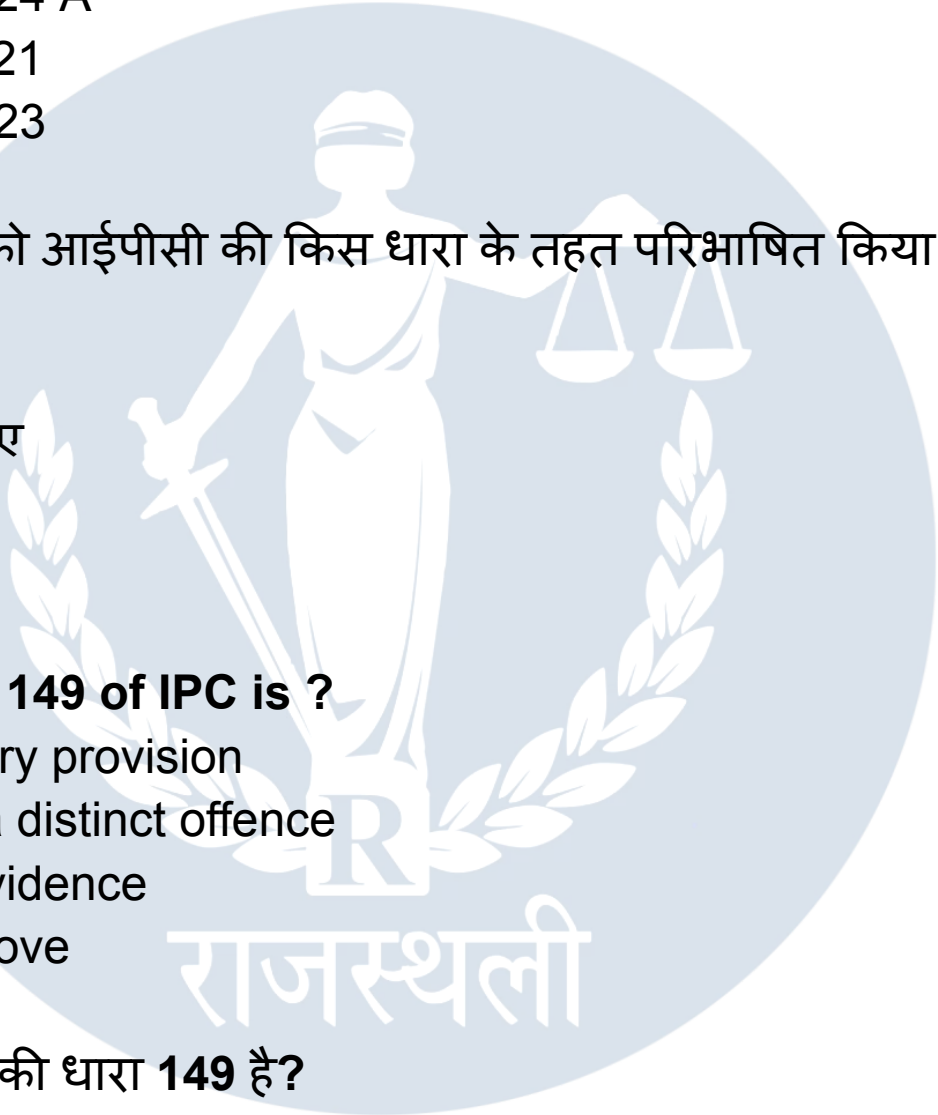 24 A
21
23
को आईपीसी की किस धारा के तहत परिभाषित किया
ए
149 of IPC is ?
ry provision
a distinct offence
vidence
ove
R
राजस्थली
की धारा 149 है?